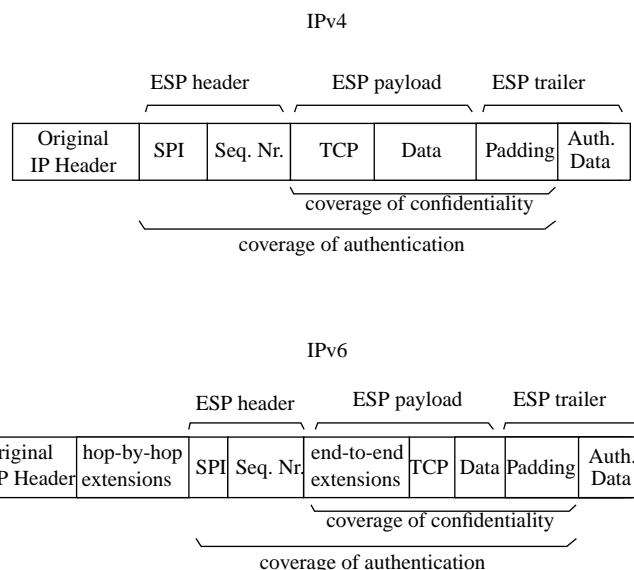 IPv4
ESP header ESP payload ESP trailer
Original IP Header SPI Seq. Nr. TCP Data Padding Auth. Data
coverage of confidentiality
coverage of authentication
IPv6
ESP header ESP payload ESP trailer
riginal P Header hop-by-hop extensions SPI Seq. Nr. end-to-end extensions TCP Data Padding Auth. Data
coverage of confidentiality
coverage of authentication